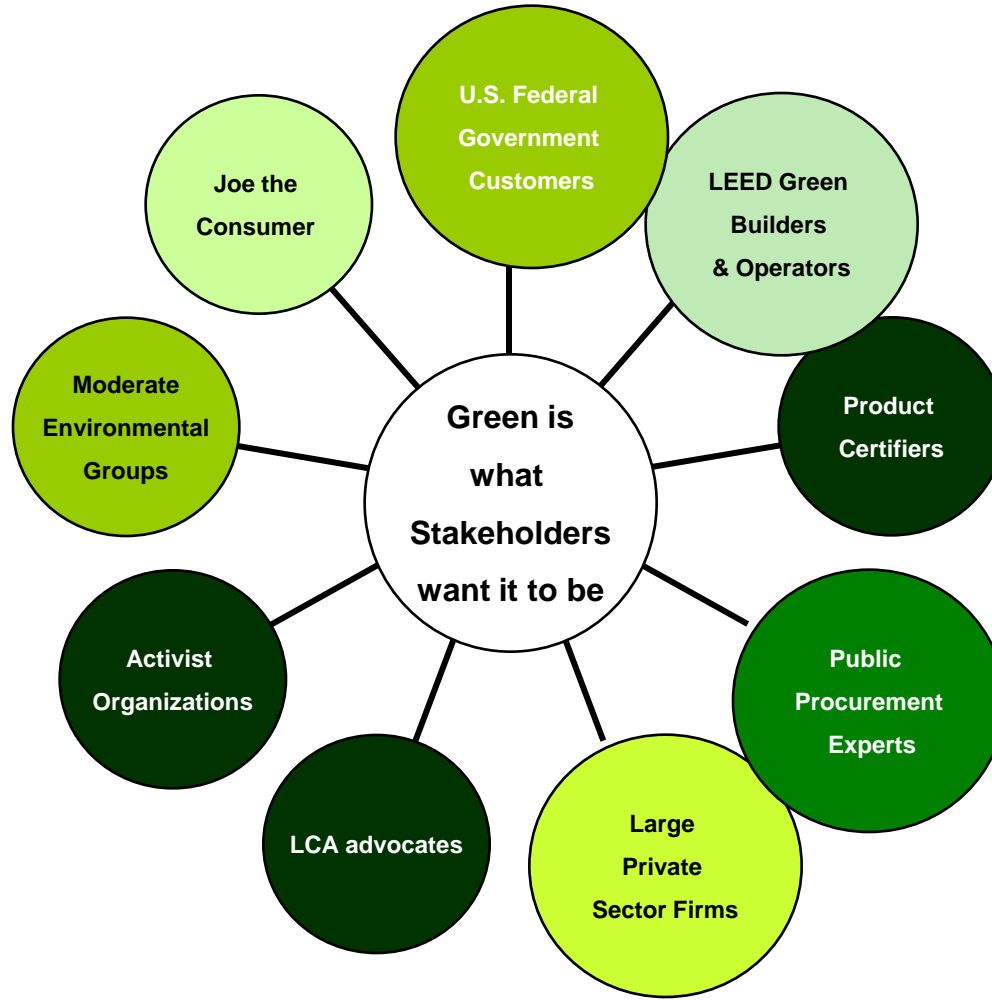 U.S. Federal
Government
Customers
LEED Green
Builders
& Operators
Joe the
Consumer
Product
Certifiers
Moderate
Environmental
Groups
Green is
what
Stakeholders
want it to be
Public
Procurement
Experts
Activist
Organizations
LCA advocates
Large
Private
Sector Firms